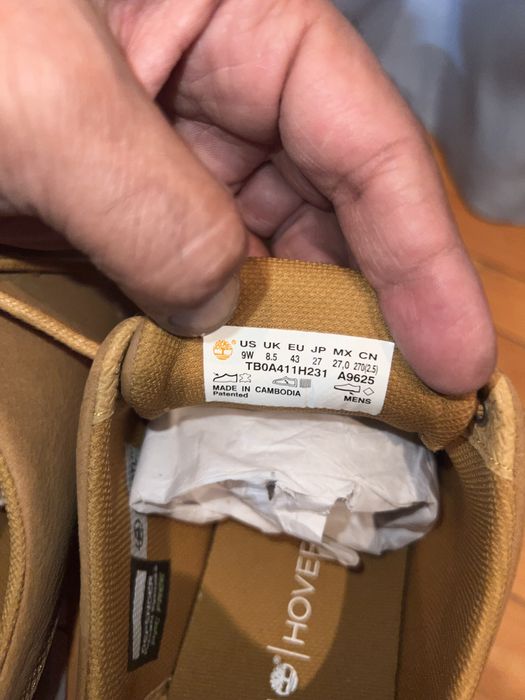 US UK EU JP MX CN
9W 8.5 43 27 27,0 270(2.5)
TB0A411H231 A9625
MADE IN CAMBODIA
Patented
MENS
HOVER